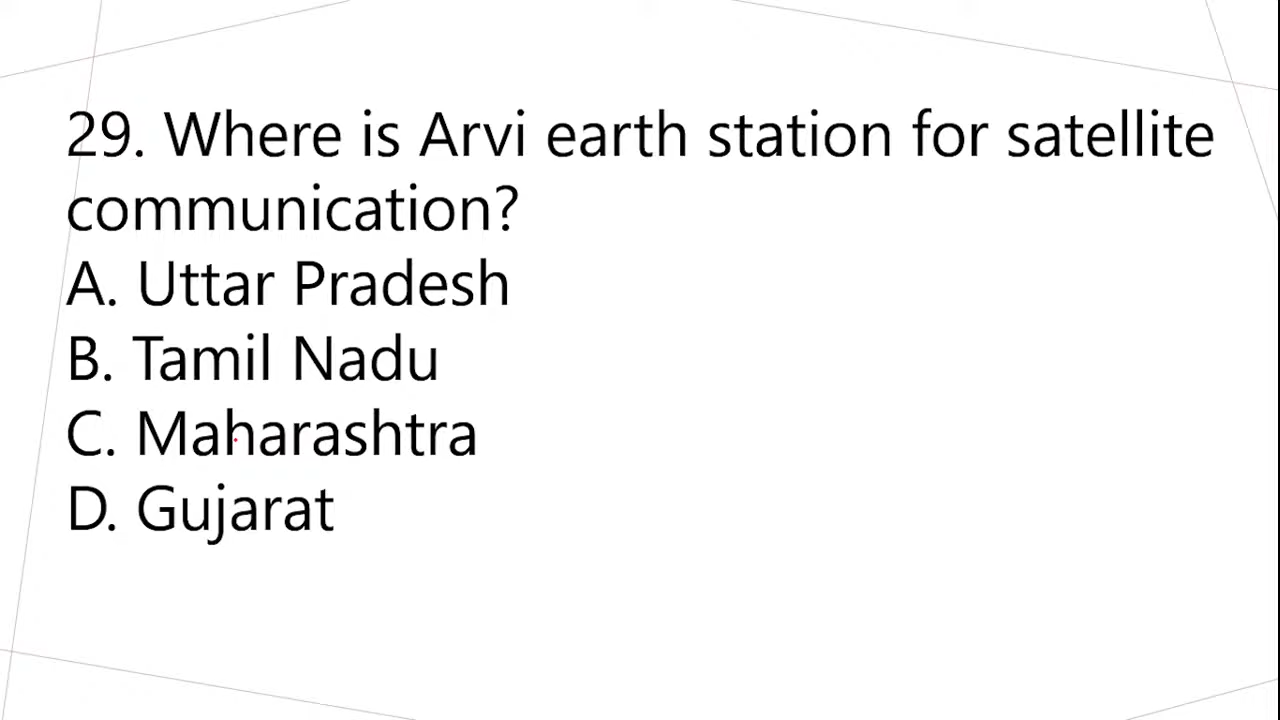 29. Where is Arvi earth station for satellite
communication?
A. Uttar Pradesh
B. Tamil Nadu
C. Maharashtra
D. Gujarat